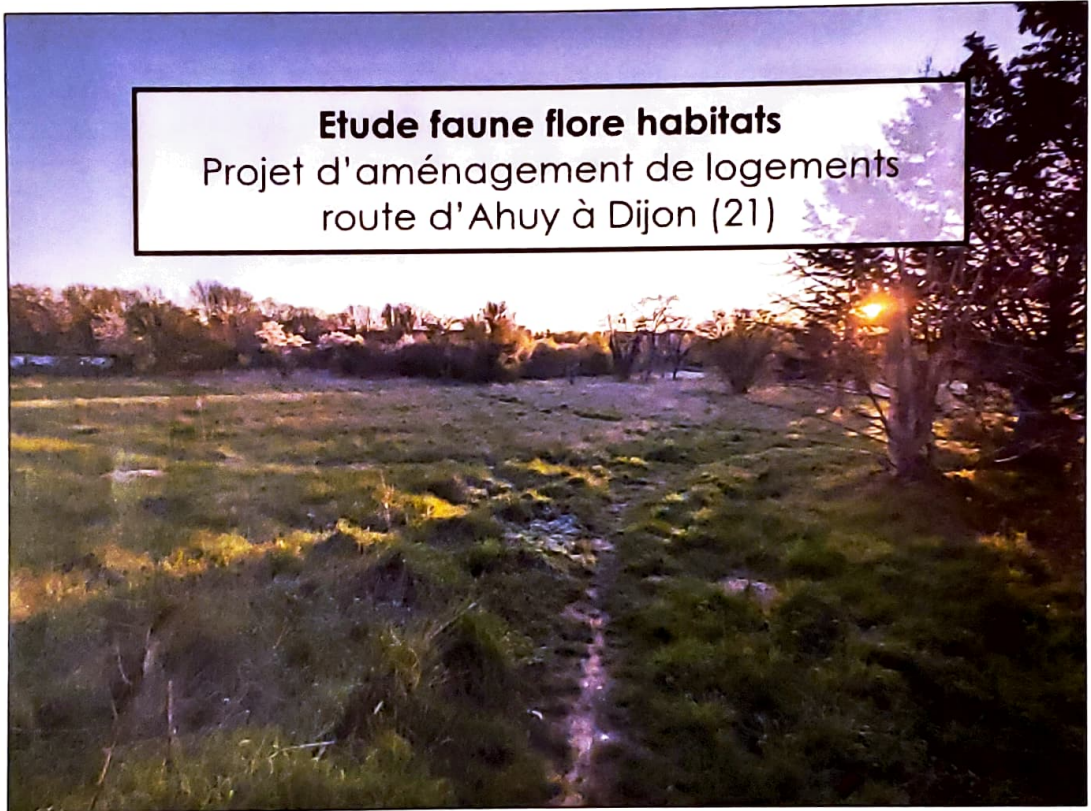 Etude faune flore habitats
Projet d'aménagement de logements
route d'Ahuy à Dijon (21)